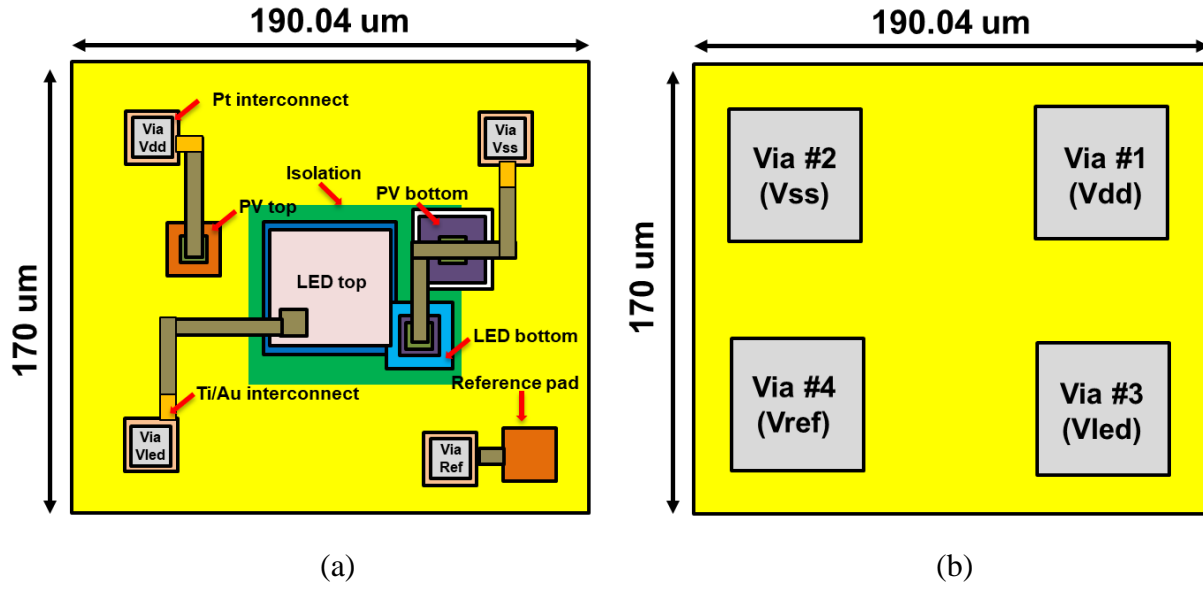 190.04 um
170 um
Pt interconnect
Via
Vdd
Via
Vss
Isolation
PV bottom
PV top
LED top
LED bottom
Reference pad
Ti/Au interconnect
Via
Vled
Via
Ref
(a)
190.04 um
170 um
Via #2
(Vss)
Via #1
(Vdd)
Via #4
(Vref)
Via #3
(Vled)
(b)